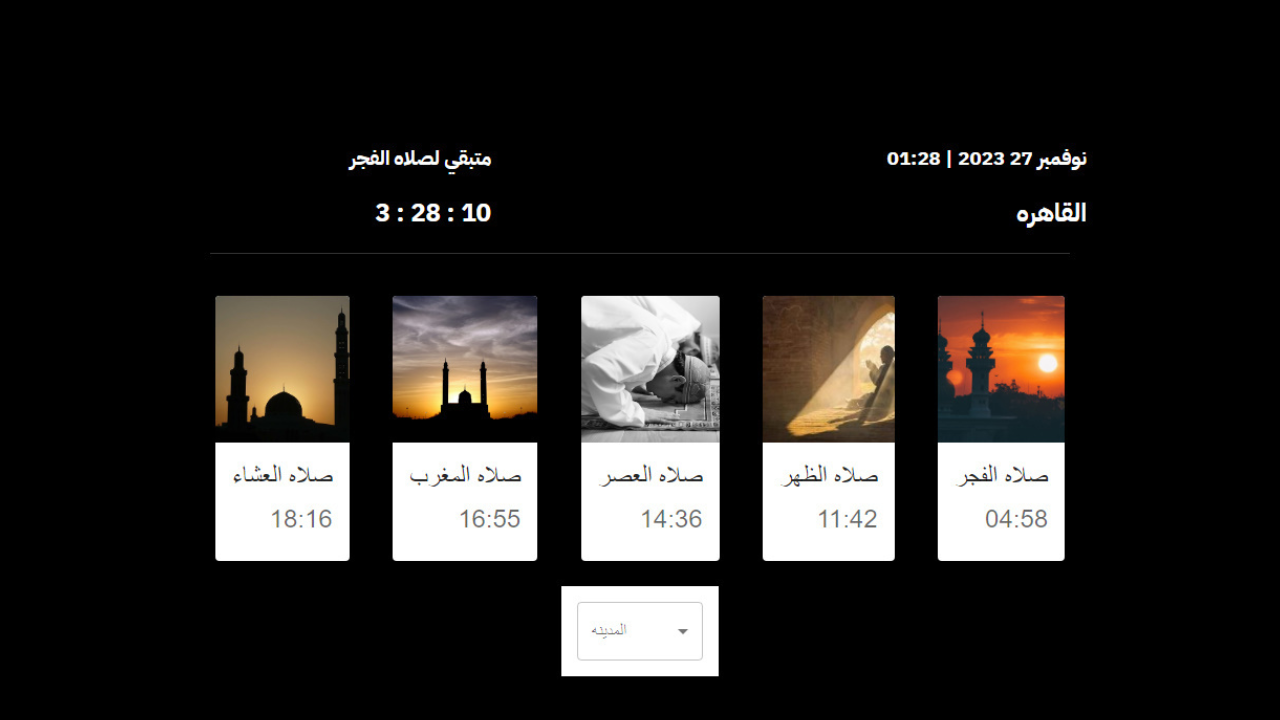 نوفمبر 27 2023 | 01:28
القاهره
متبقي لصلاه الفجر
3 : 28 : 10
صلاه الفجر
04:58
صلاه الظهر
11:42
صلاه العصر
14:36
صلاه المغرب
16:55
صلاه العشاء
18:16
المدينه